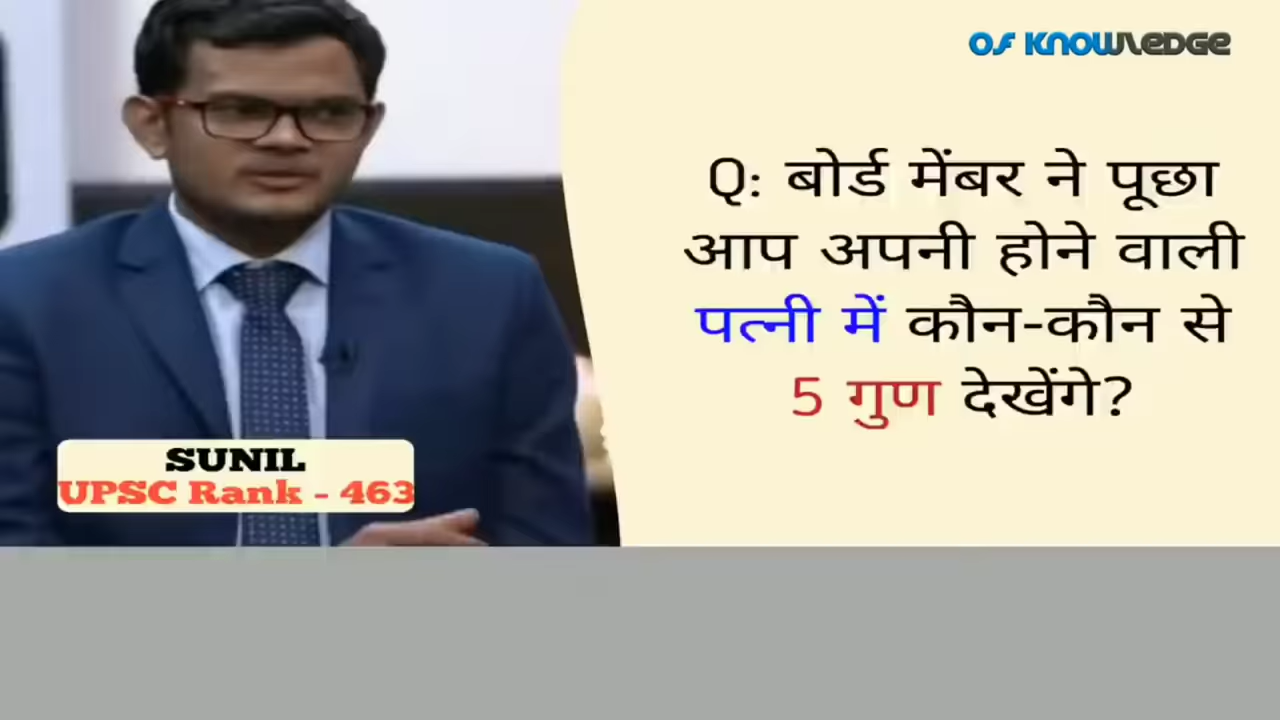 OF KNOWLEDGE
Q: बोर्ड मेंबर ने पूछा
आप अपनी होने वाली
पत्नी में कौन-कौन से
5 गुण देखेंगे?
SUNIL
UPSC Rank - 463